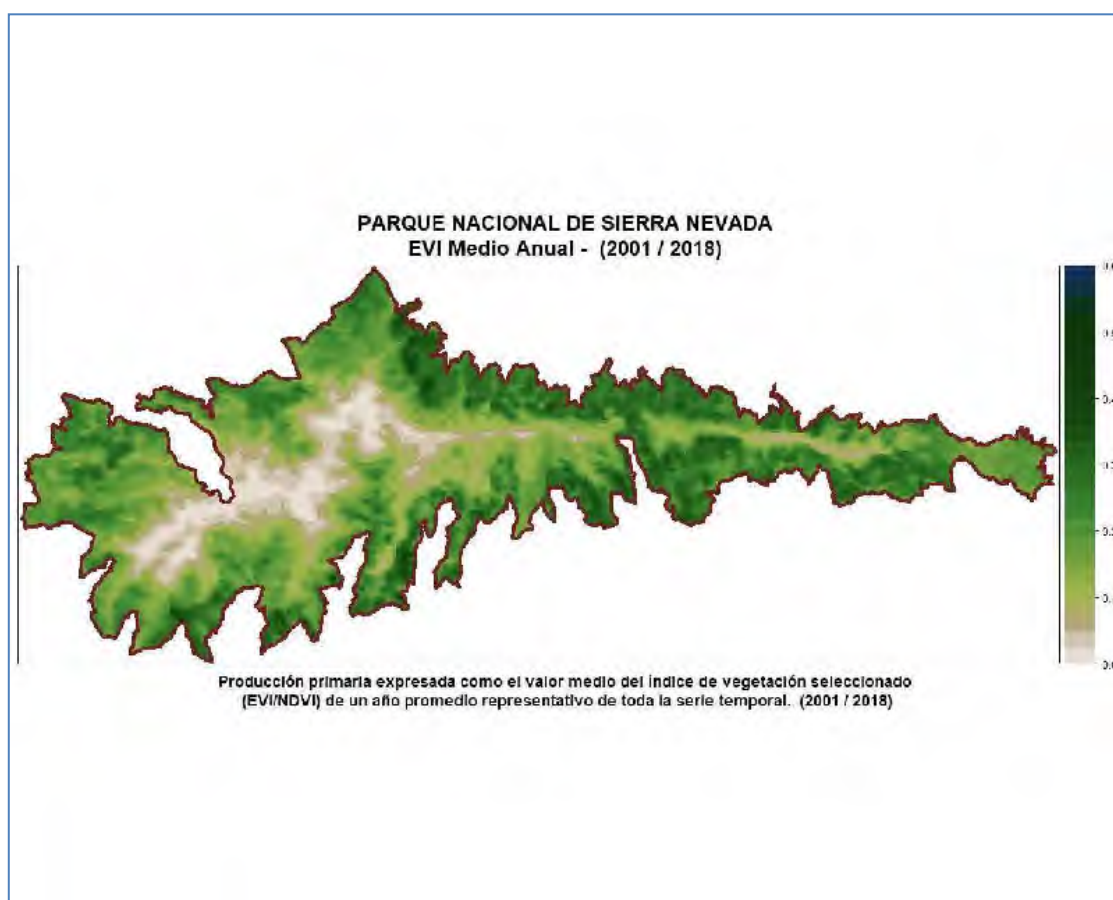 PARQUE NACIONAL DE SIERRA NEVADA
EVI Medio Anual - (2001 / 2018)
Producción primaria expresada como el valor medio del índice de vegetación seleccionado
(EVI/NDVI) de un año promedio representativo de toda la serie temporal. (2001 / 2018)